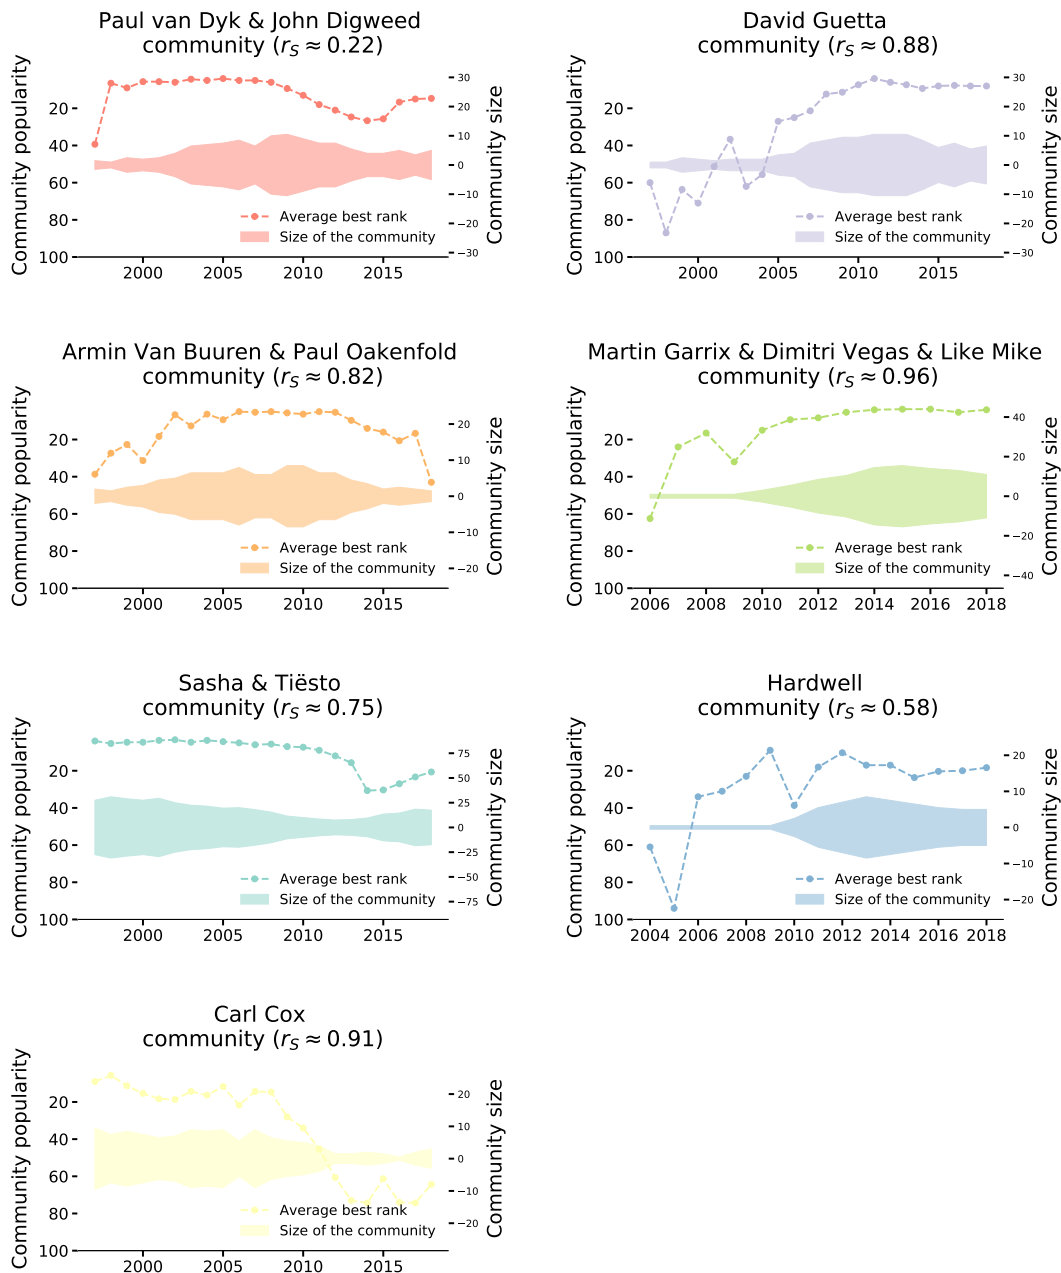 Paul van Dyk & John Digweed
community (rS ≈ 0.22)
Community popularity
20
40
60
80
100
30
20
10
0
−10
−20
−30
Community size
Average best rank
Size of the community
2000
2005
2010
2015
David Guetta
community (rS ≈ 0.88)
Community popularity
20
40
60
80
100
30
20
10
0
−10
−20
−30
Community size
Average best rank
Size of the community
2000
2005
2010
2015
Armin Van Buuren & Paul Oakenfold
community (rS ≈ 0.82)
Community popularity
20
40
60
80
100
20
10
0
−10
−20
Community size
Average best rank
Size of the community
2000
2005
2010
2015
Martin Garrix & Dimitri Vegas & Like Mike
community (rS ≈ 0.96)
Community popularity
20
40
60
80
100
40
20
0
−20
−40
Community size
Average best rank
Size of the community
2006
2008
2010
2012
2014
2016
2018
Sasha & Tiësto
community (rS ≈ 0.75)
Community popularity
20
40
60
80
100
75
50
25
0
−25
−50
−75
Community size
Average best rank
Size of the community
2000
2005
2010
2015
Hardwell
community (rS ≈ 0.58)
Community popularity
20
40
60
80
100
20
10
0
−10
−20
Community size
Average best rank
Size of the community
2004
2006
2008
2010
2012
2014
2016
2018
Carl Cox
community (rS ≈ 0.91)
Community popularity
20
40
60
80
100
20
10
0
−10
−20
Community size
Average best rank
Size of the community
2000
2005
2010
2015